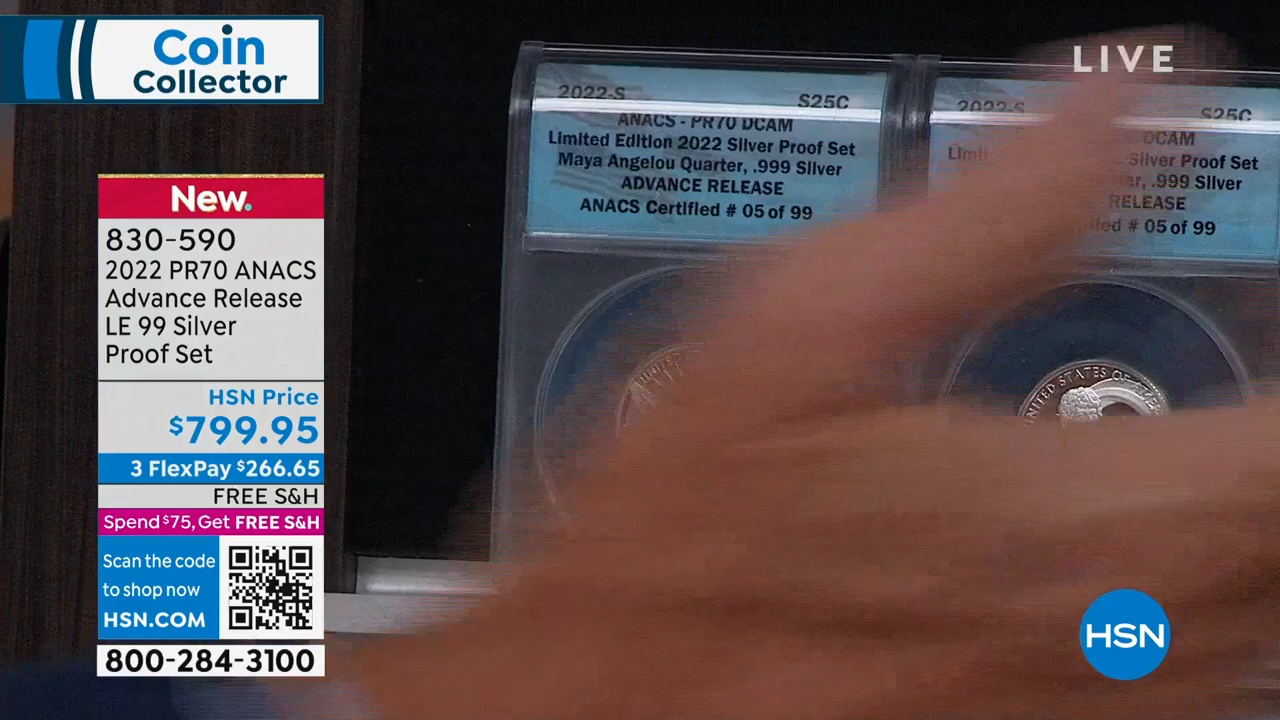 Coin
Collector
LIVE
New.
830-590
2022 PR70 ANACS
Advance Release
LE 99 Silver
Proof Set
HSN Price
$799.95
3 FlexPay $266.65
FREE S&H
Spend $75, Get FREE S&H
Scan the code
to shop now
HSN.COM
800-284-3100
2022-S S25C
ANACS - PR70 DCAM
Limited Edition 2022 Silver Proof Set
Maya Angelou Quarter, .999 Silver
ADVANCE RELEASE
ANACS Certified # 05 of 99
2022-S S25C
DCAM
Silver Proof Set
.999 Silver
RELEASE
# 05 of 99
UNITED
UNITED STATES OF
HSN